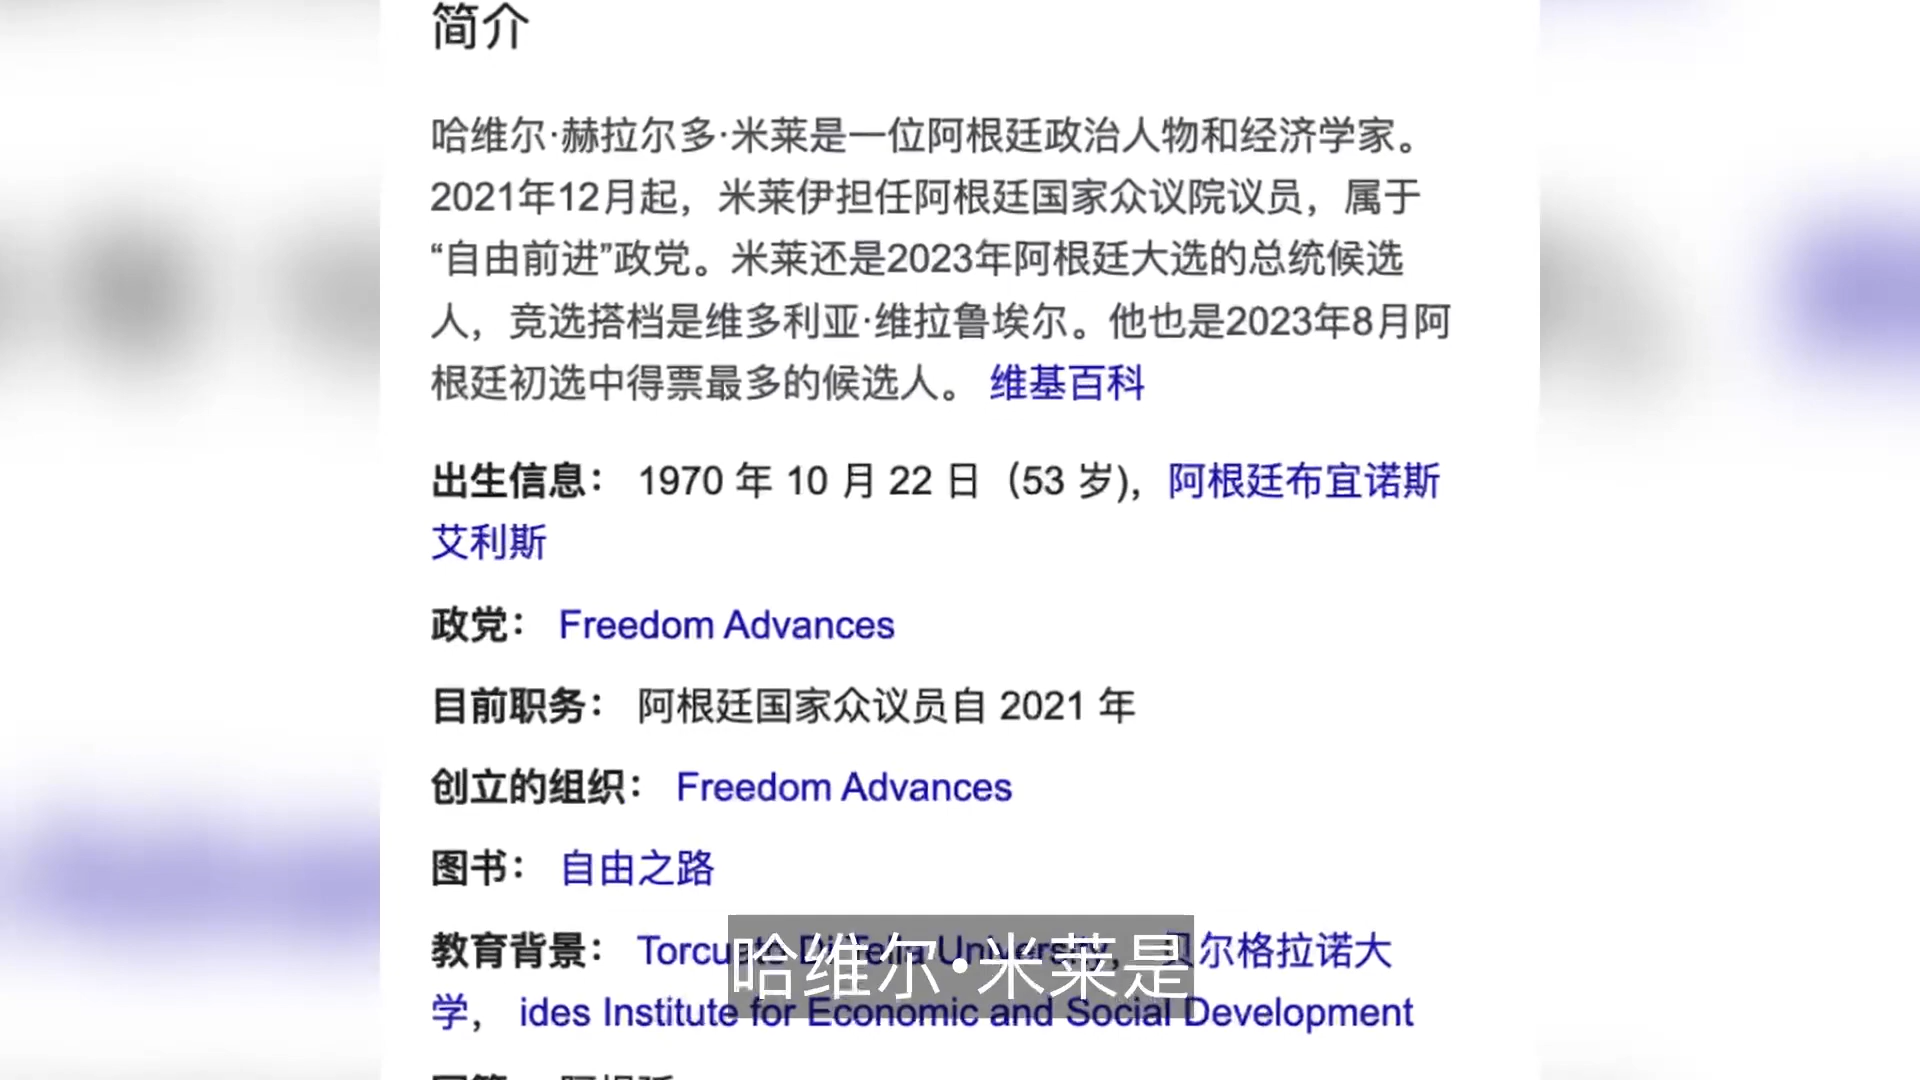 简介
哈维尔·赫拉尔多·米莱是一位阿根廷政治人物和经济学家。
2021年12月起，米莱伊担任阿根廷国家众议院议员，属于
“自由前进”政党。米莱还是2023年阿根廷大选的总统候选
人，竞选搭档是维多利亚·维拉鲁埃尔。他也是2023年8月阿
根廷初选中得票最多的候选人。 维基百科
出生信息： 1970 年 10 月 22 日（53 岁)，阿根廷布宜诺斯
艾利斯
政党： Freedom Advances
目前职务： 阿根廷国家众议员自 2021 年
创立的组织： Freedom Advances
图书： 自由之路
教育背景： Torcuato Di Tella University， 贝尔格拉诺大
学， ides Institute for Economic and Social Development
哈维尔·米莱是